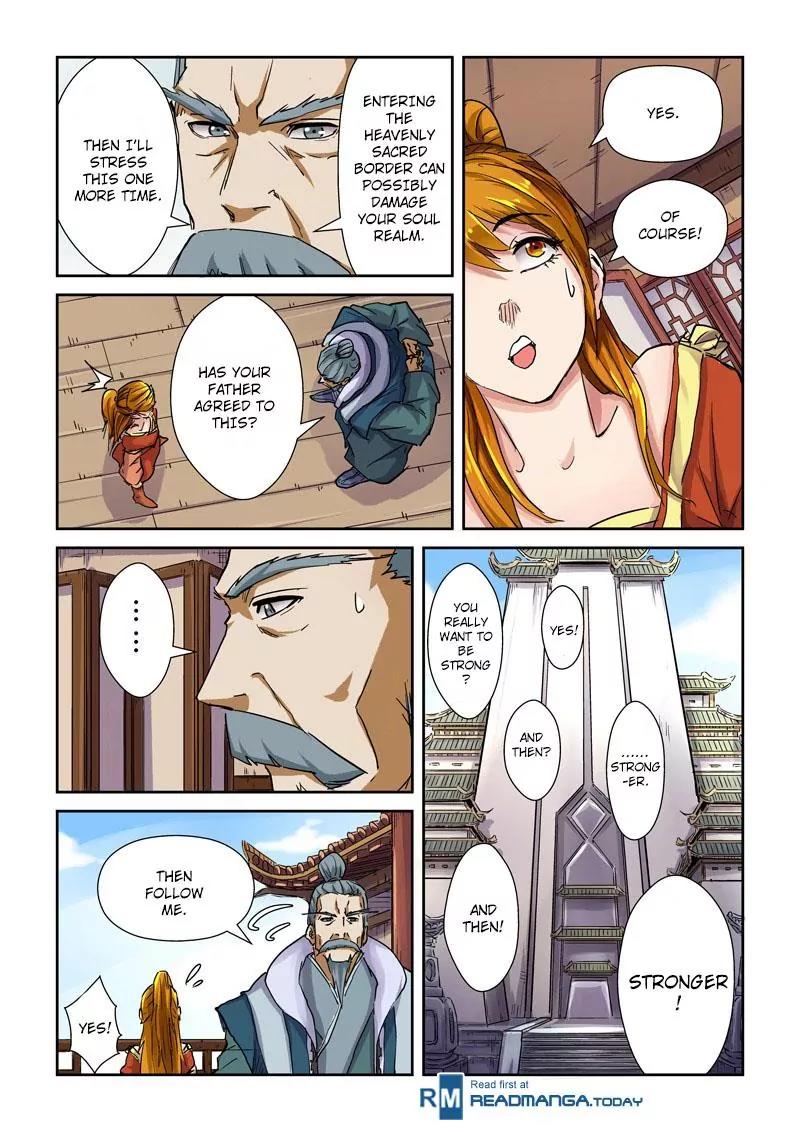 THEN I'LL
STRESS
THIS ONE
MORE TIME.
ENTERING
THE
HEAVENLY
SACRED
BORDER CAN
POSSIBLY
DAMAGE
YOUR SOUL
REALM.
HAS YOUR
FATHER
AGREED TO
THIS?
YES.
OF
COURSE!
......
THEN
FOLLOW
ME.
YES!
YOU
REALLY
WANT TO
BE
STRONG
?
YES!
AND
THEN?
......
STRONG
-ER.
AND
THEN!
STRONGER
!
RM
Read first at
READMANGA.TODAY